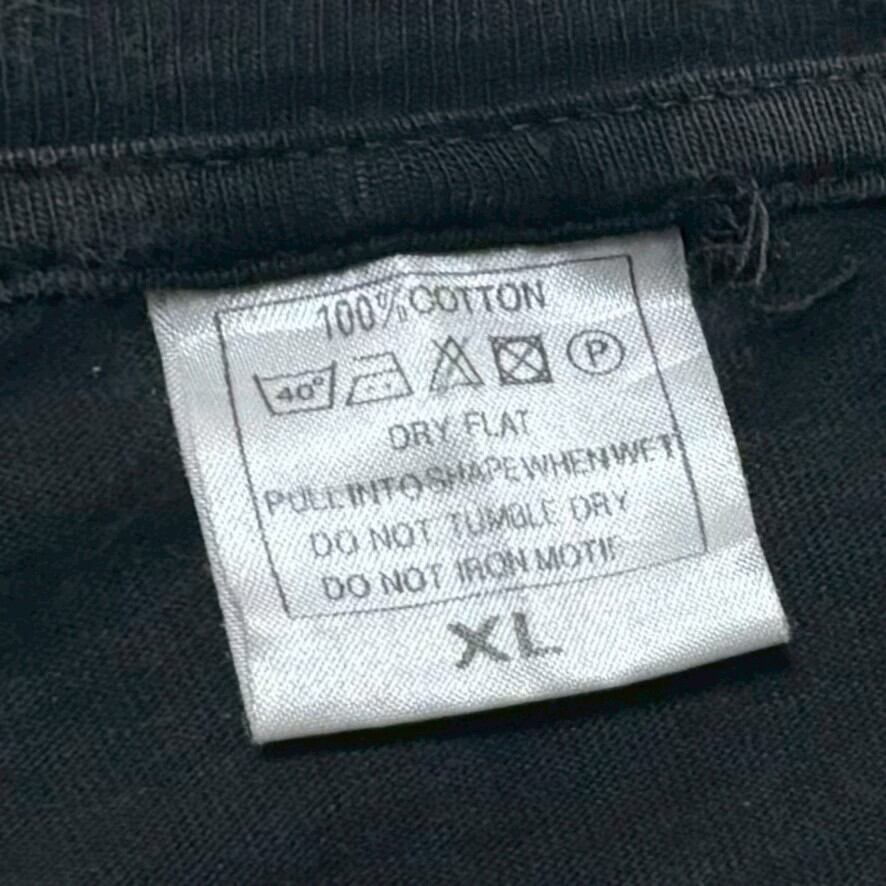 100% COTTON
40° P
DRY FLAT
PULL INTO SHAPE WHEN WET
DO NOT TUMBLE DRY
DO NOT IRON MOTIF
XL